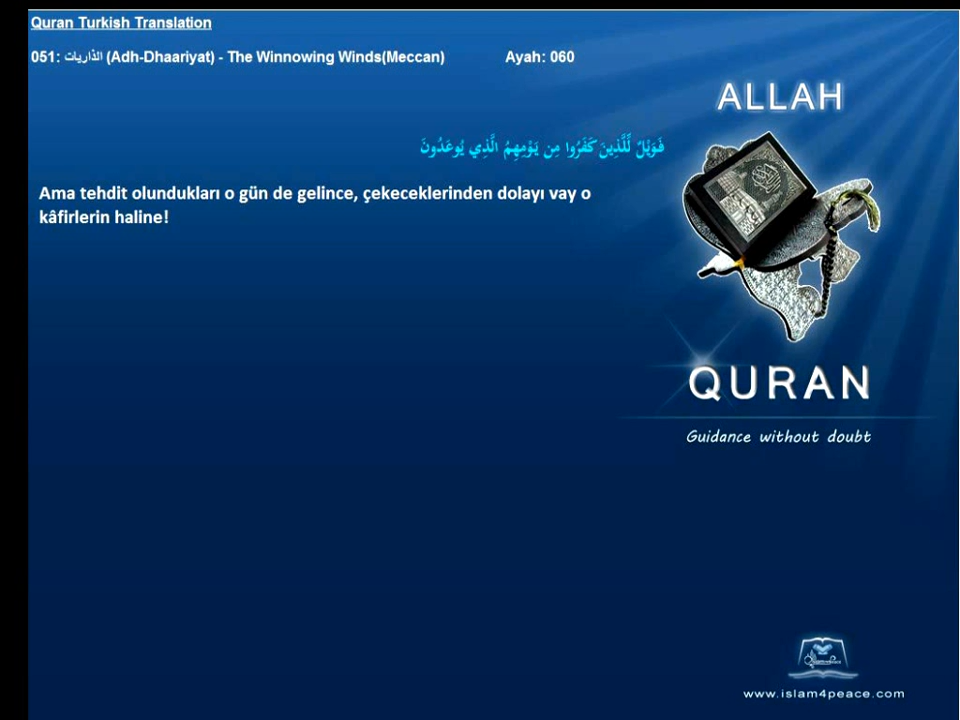 Quran Turkish Translation
051: الذاريات (Adh-Dhaariyat) - The Winnowing Winds(Meccan) Ayah: 060
ALLAH
فَوَيْلٌ لِّلَّذِينَ كَفَرُوا مِن يَوْمِهِمُ الَّذِي يُوعَدُونَ
Ama tehdit olundukları o gün de gelince, çekeceklerinden dolayı vay o
kâfirlerin haline!
QURAN
Guidance without doubt
www.islam4peace.com